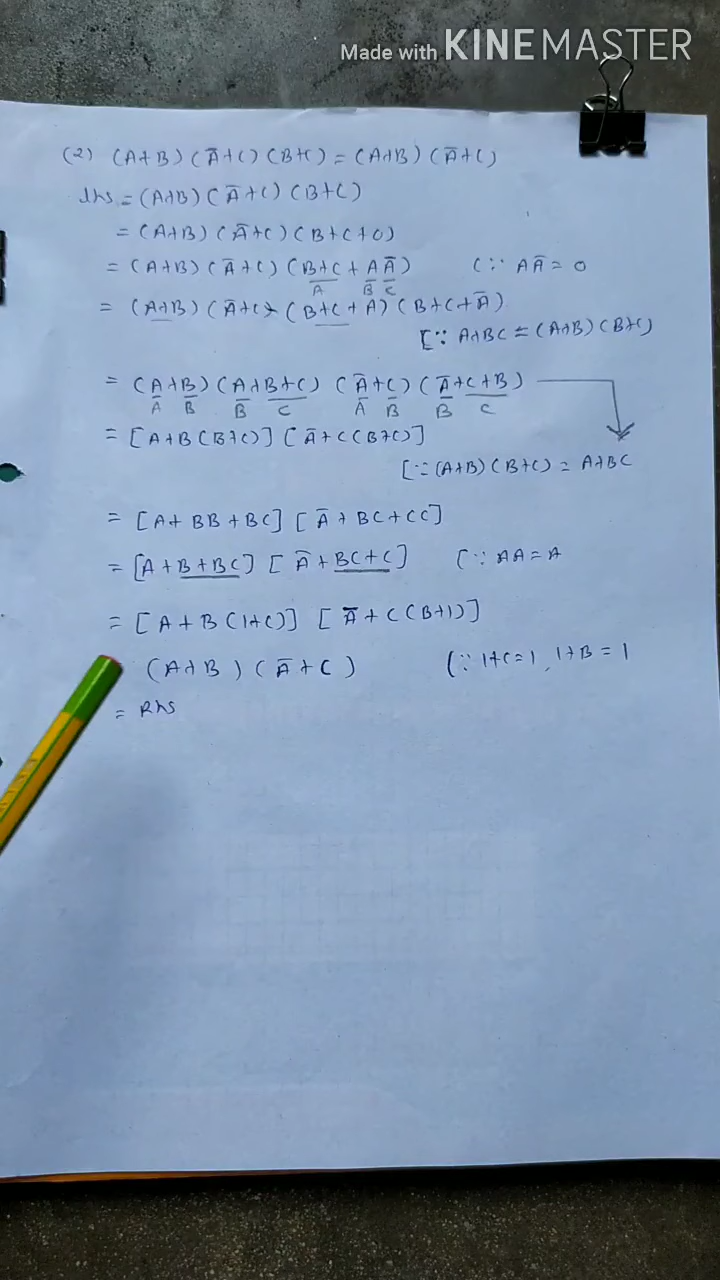 Made with KINEMASTER
(2) (A+B) (Ā+C) (B+C) = (A+B) (Ā+C)
Lhs = (A+B) (Ā+C) (B+C)
= (A+B) (Ā+C) (B+C+0)
= (A+B) (Ā+C) (B+C + AĀ) (∵ AĀ = 0
A B C
= (A+B) (Ā+C) (B+C+A) (B+C+Ā)
[∵ A+BC = (A+B) (B+C)
= (A+B) (A+B+C) (Ā+C) (Ā+C+B)
A B B C A B B C
= [A+B(B+C)] [Ā+C(B+C)]
[∵ (A+B) (B+C) = A+BC
= [A+BB+BC] [Ā+BC+CC]
= [A+B+BC] [Ā+BC+C] (∵ AA=A
= [A+B(1+C)] [Ā+C(B+1)]
(A+B) (Ā+C) (∵ 1+C=1, 1+B=1
= Rhs